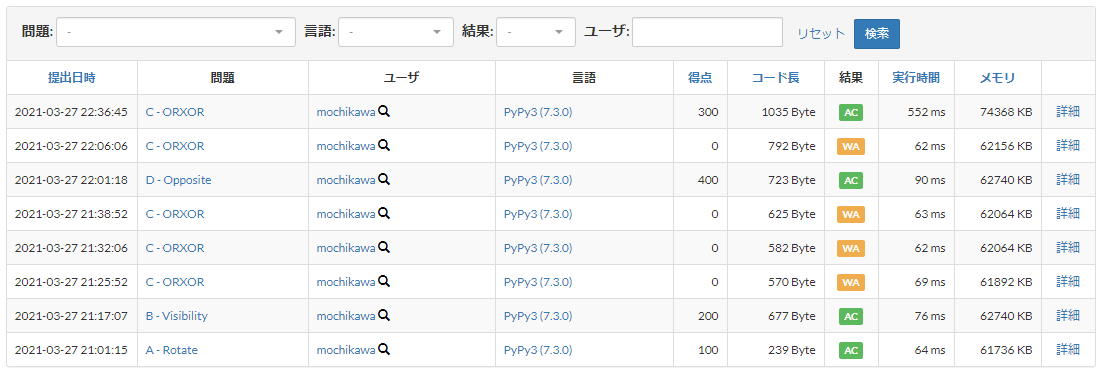 問題: - 言語: - 結果: - ユーザ: リセット 検索
提出日時 問題 ユーザ 言語 得点 コード長 結果 実行時間 メモリ
2021-03-27 22:36:45 C - ORXOR mochikawa PyPy3 (7.3.0) 300 1035 Byte AC 552 ms 74368 KB 詳細
2021-03-27 22:06:06 C - ORXOR mochikawa PyPy3 (7.3.0) 0 792 Byte WA 62 ms 62156 KB 詳細
2021-03-27 22:01:18 D - Opposite mochikawa PyPy3 (7.3.0) 400 723 Byte AC 90 ms 62740 KB 詳細
2021-03-27 21:38:52 C - ORXOR mochikawa PyPy3 (7.3.0) 0 625 Byte WA 63 ms 62064 KB 詳細
2021-03-27 21:32:06 C - ORXOR mochikawa PyPy3 (7.3.0) 0 582 Byte WA 62 ms 62064 KB 詳細
2021-03-27 21:25:52 C - ORXOR mochikawa PyPy3 (7.3.0) 0 570 Byte WA 69 ms 61892 KB 詳細
2021-03-27 21:17:07 B - Visibility mochikawa PyPy3 (7.3.0) 200 677 Byte AC 76 ms 62740 KB 詳細
2021-03-27 21:01:15 A - Rotate mochikawa PyPy3 (7.3.0) 100 239 Byte AC 64 ms 61736 KB 詳細